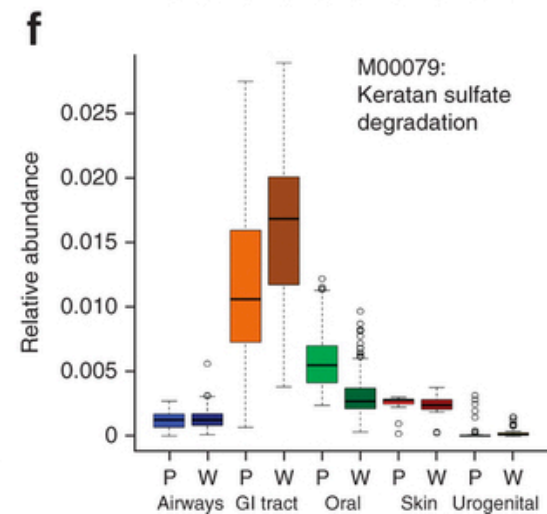 f
M00079:
Keratan sulfate
degradation
Relative abundance
0.025
0.020
0.015
0.010
0.005
0
P W P W P W P W P W
Airways GI tract Oral Skin Urogenital